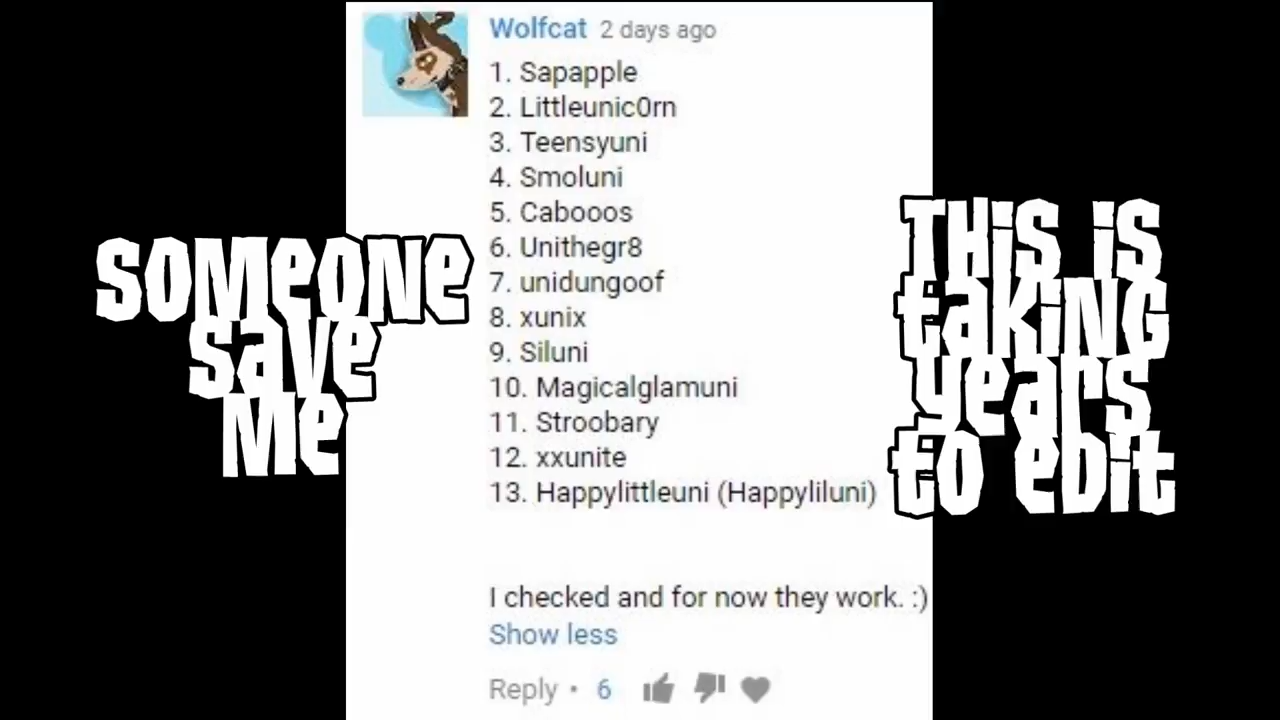 Wolfcat 2 days ago
1. Sapapple
2. Littleunic0rn
3. Teensyuni
4. Smoluni
5. Cabooos
6. Unithegr8
7. unidungoof
8. xunix
9. Siluni
10. Magicalglamuni
11. Stroobary
12. xxunite
13. Happylittleuni (Happyliluni)
I checked and for now they work. :)
Show less
Reply • 6
someone
save
me
This is
taking
years
to edit